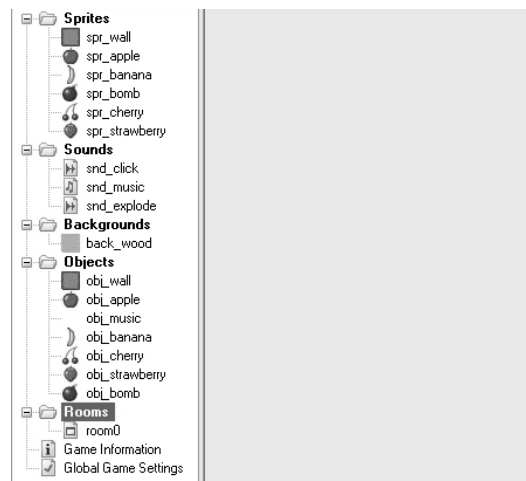 Sprites
spr_wall
spr_apple
spr_banana
spr_bomb
spr_cherry
spr_strawberry
Sounds
snd_click
snd_music
snd_explode
Backgrounds
back_wood
Objects
obj_wall
obj_apple
obj_music
obj_banana
obj_cherry
obj_strawberry
obj_bomb
Rooms
room0
Game Information
Global Game Settings